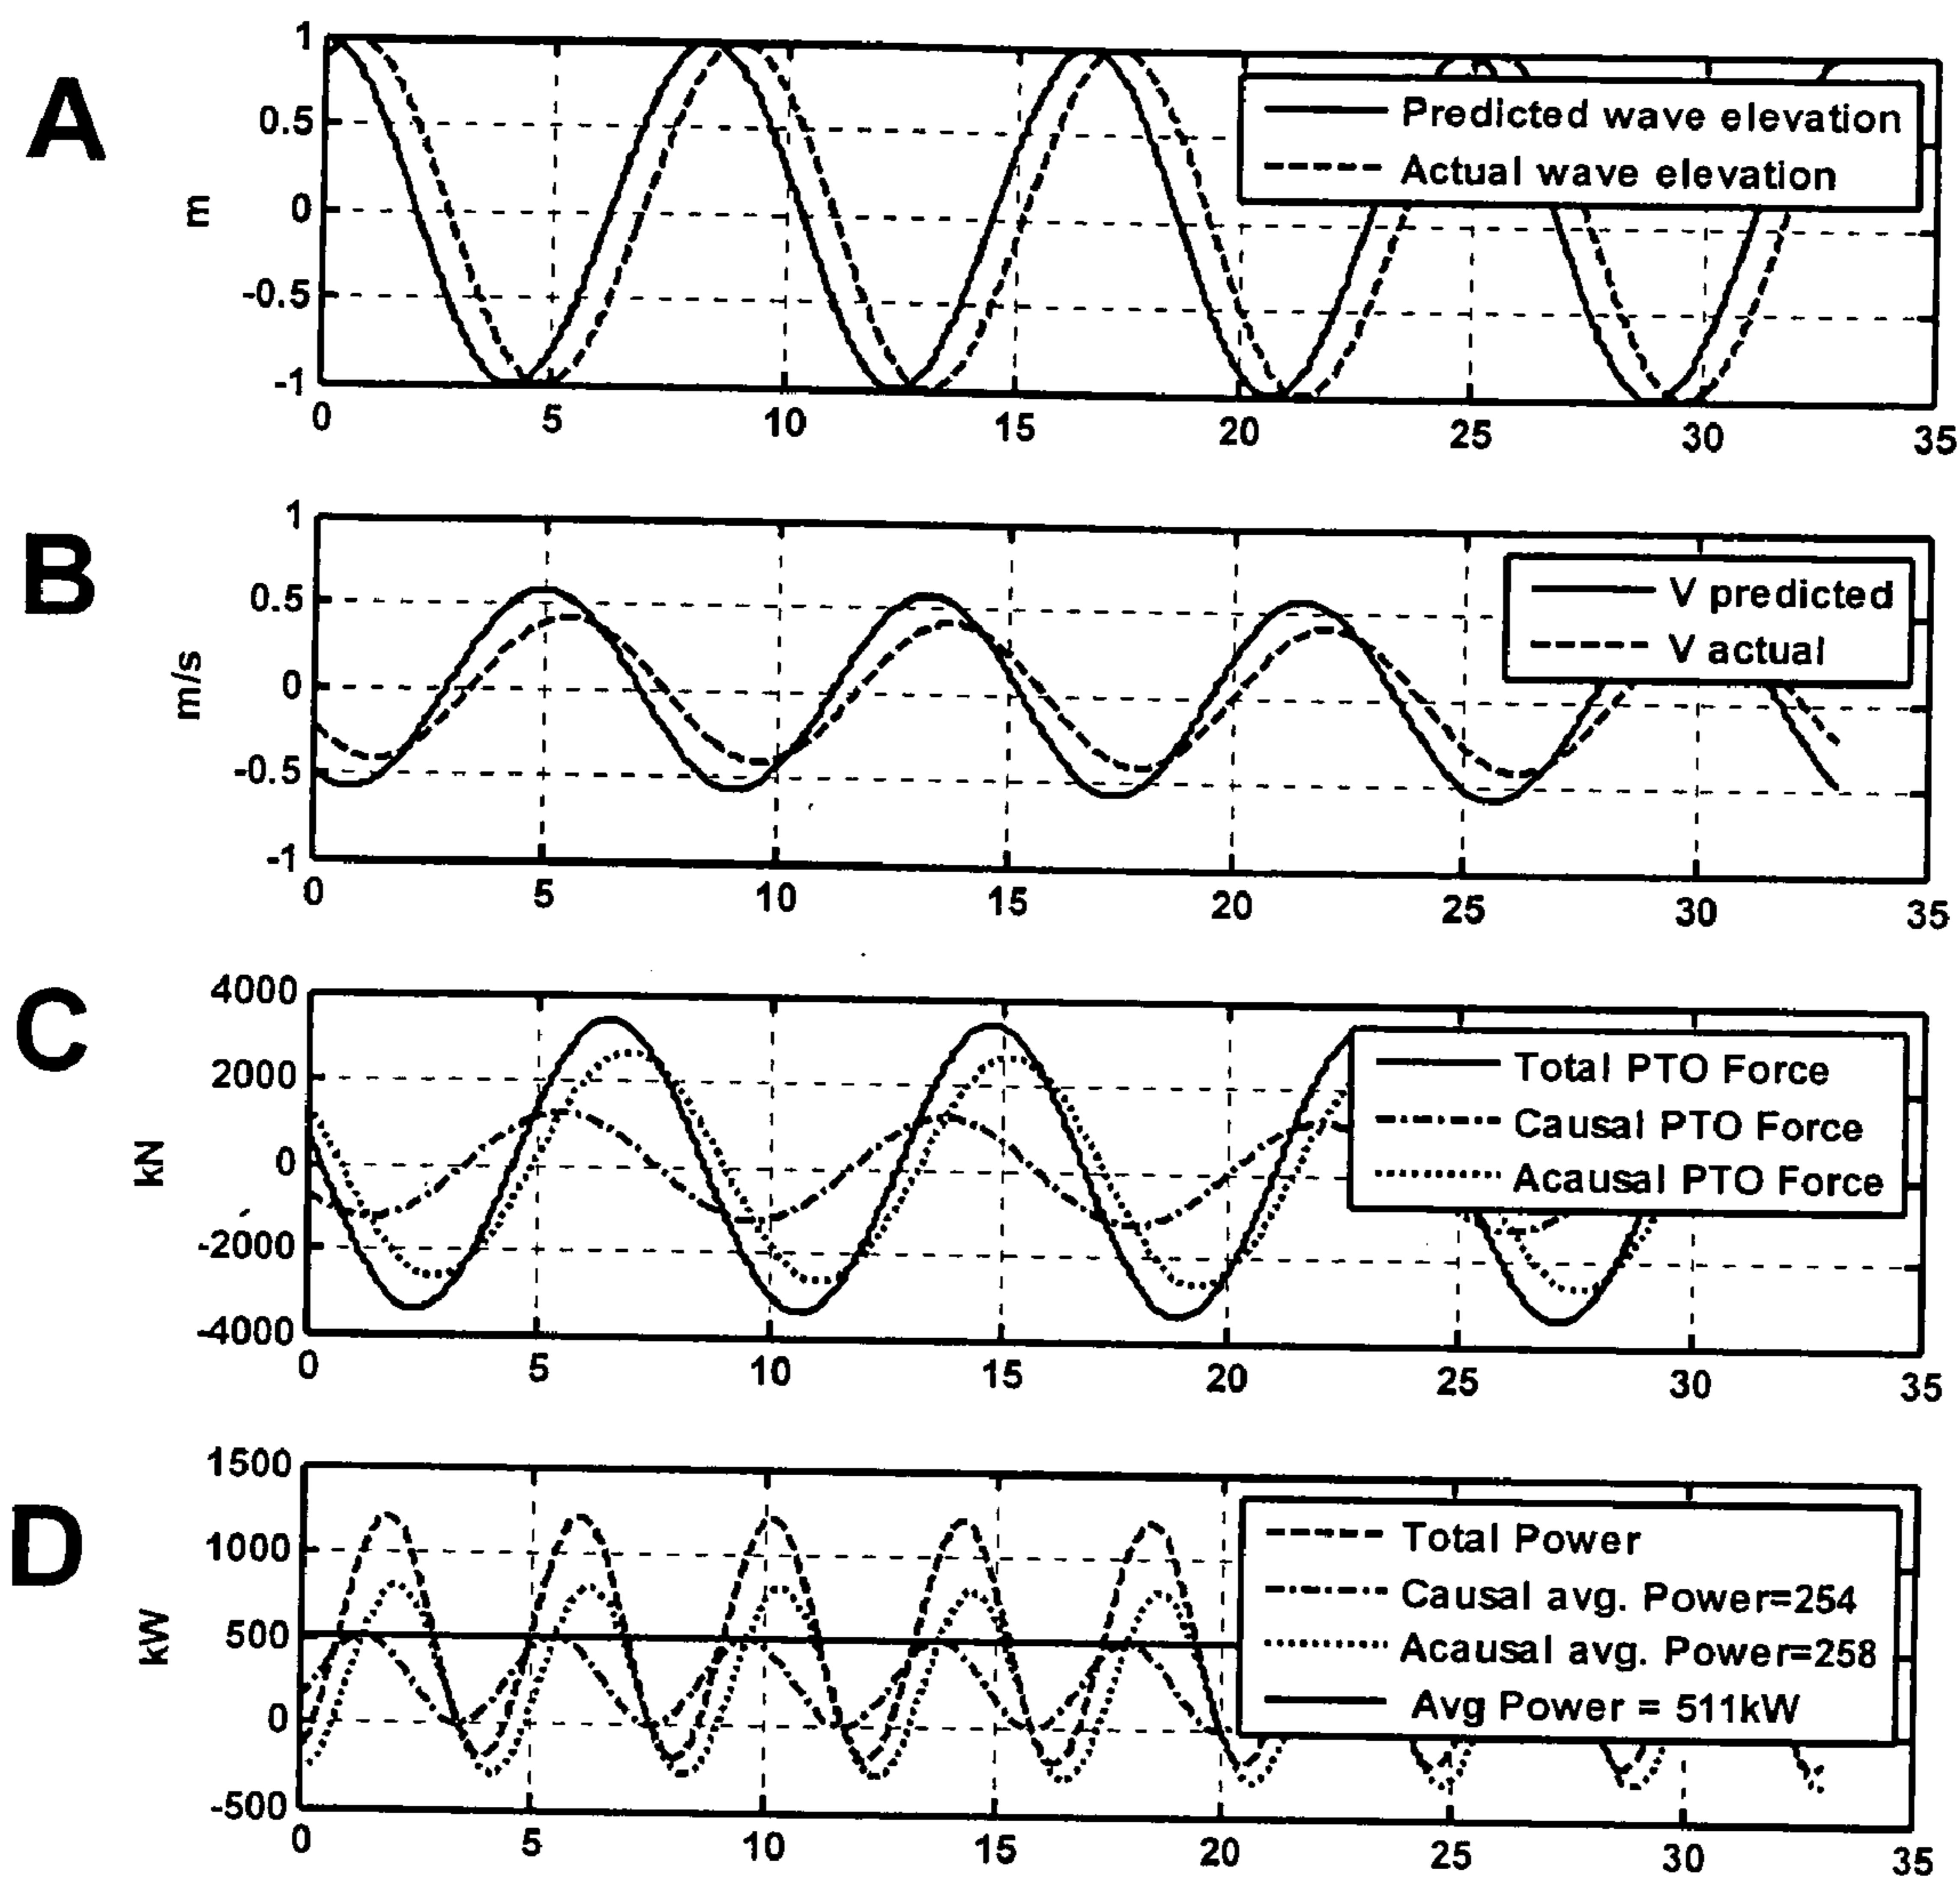 A
1
0.5
0
-0.5
-1
m
0
5
10
15
20
25
30
35
Predicted wave elevation
Actual wave elevation
B
1
0.5
0
-0.5
-1
m/s
0
5
10
15
20
25
30
35
V predicted
V actual
C
4000
2000
0
-2000
-4000
kN
0
5
10
15
20
25
30
35
Total PTO Force
Causal PTO Force
Acausal PTO Force
D
1500
1000
500
0
-500
kW
0
5
10
15
20
25
30
35
Total Power
Causal avg. Power=254
Acausal avg. Power=258
Avg Power = 511kW